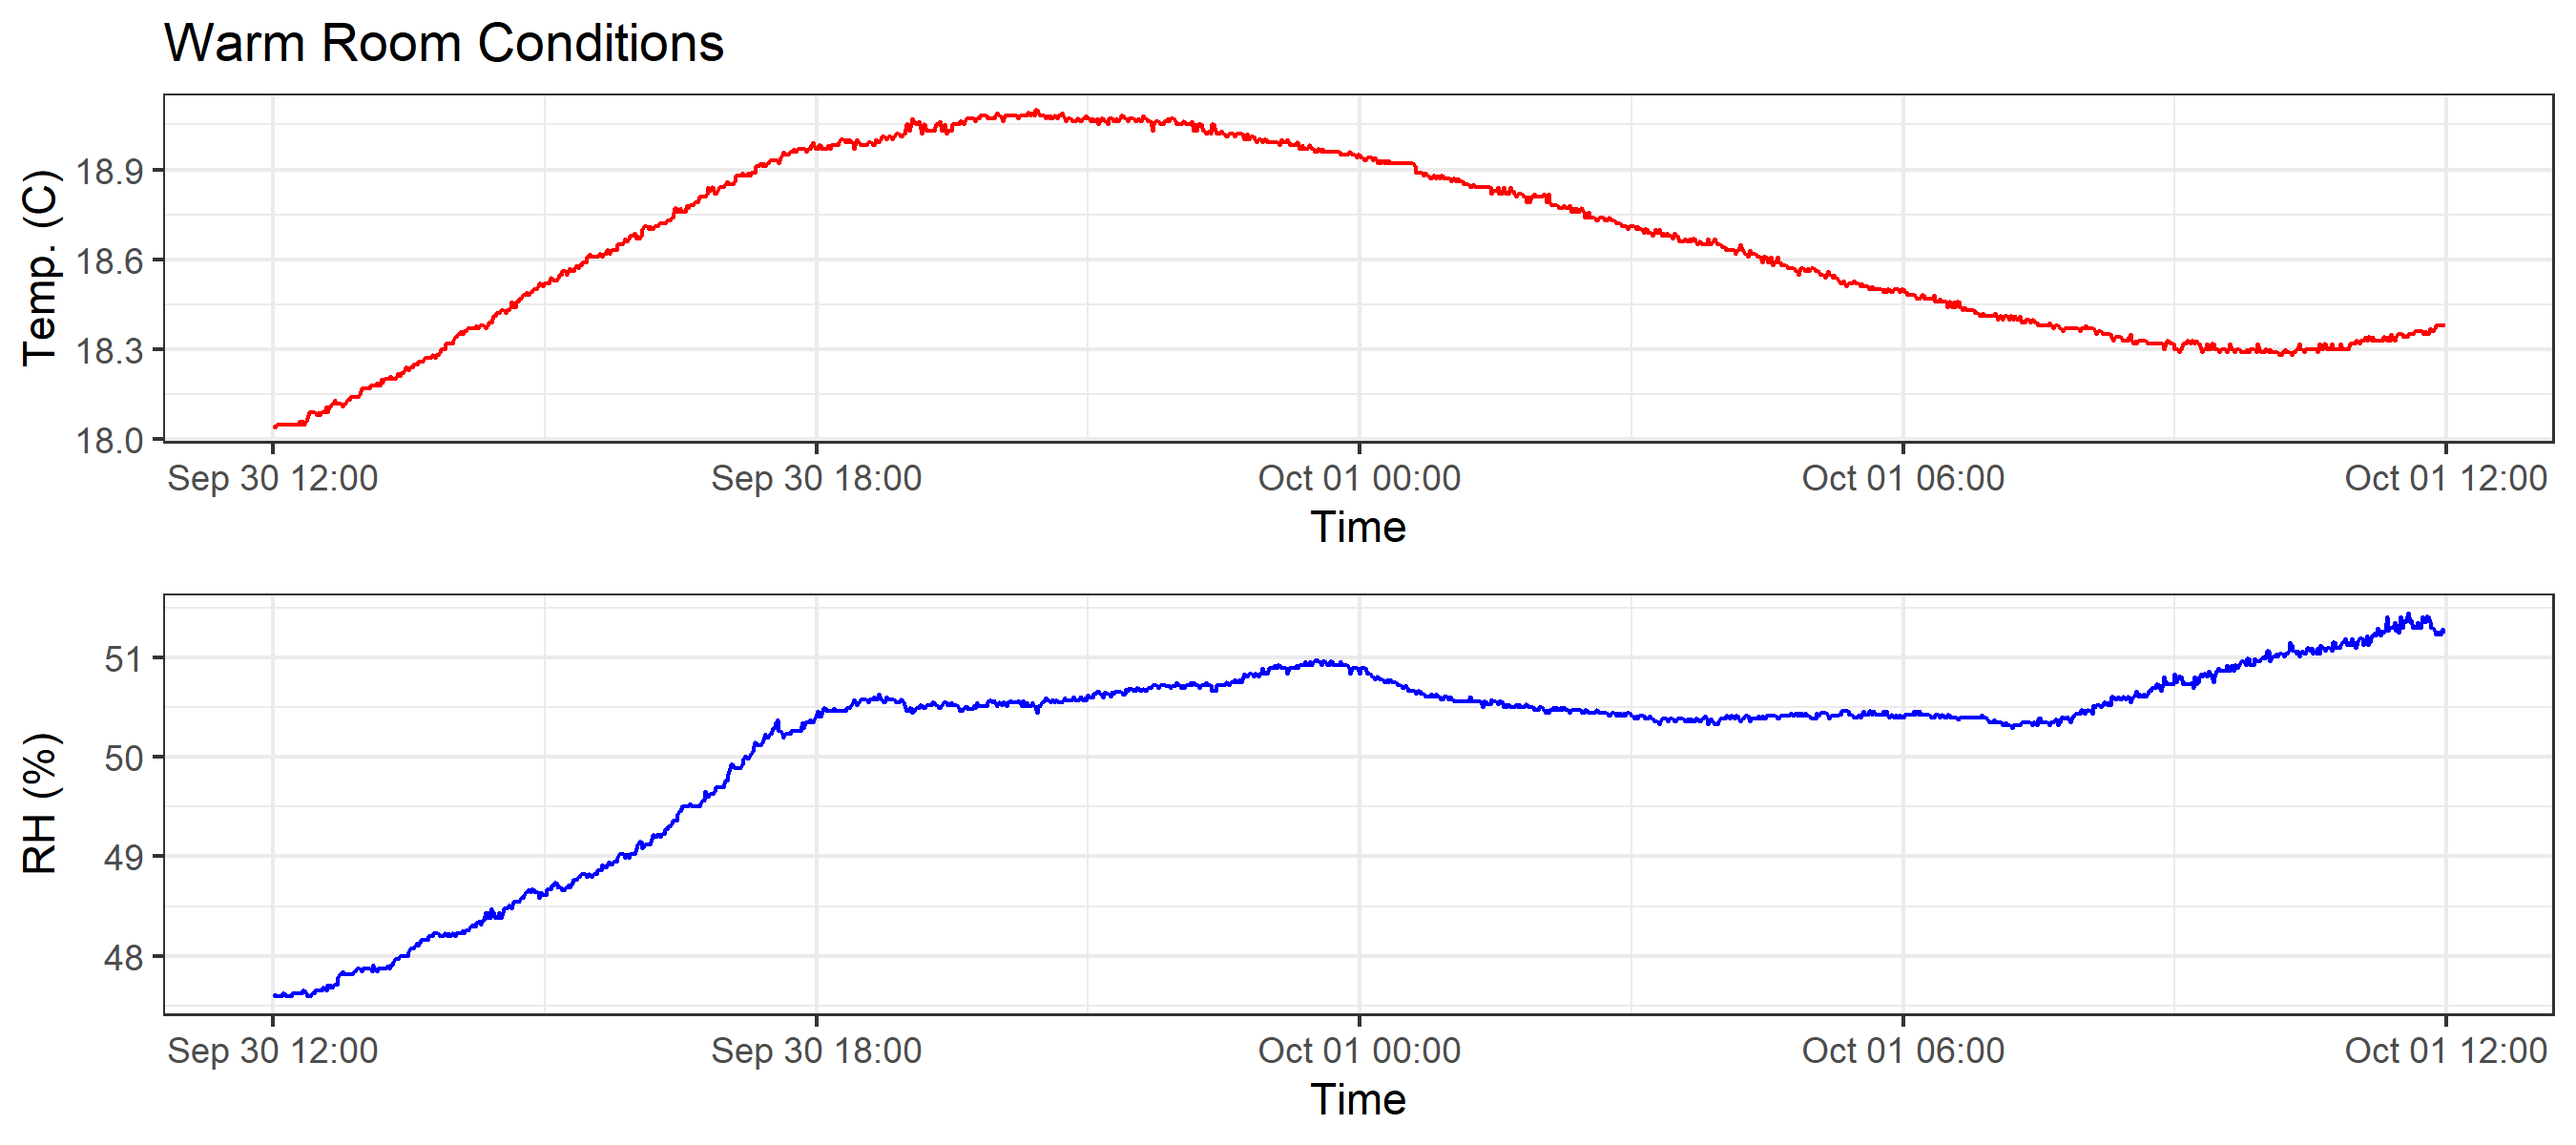 Warm Room Conditions
Temp. (C)
18.9
18.6
18.3
18.0
Sep 30 12:00 Sep 30 18:00 Oct 01 00:00 Oct 01 06:00 Oct 01 12:00
Time
RH (%)
51
50
49
48
Sep 30 12:00 Sep 30 18:00 Oct 01 00:00 Oct 01 06:00 Oct 01 12:00
Time